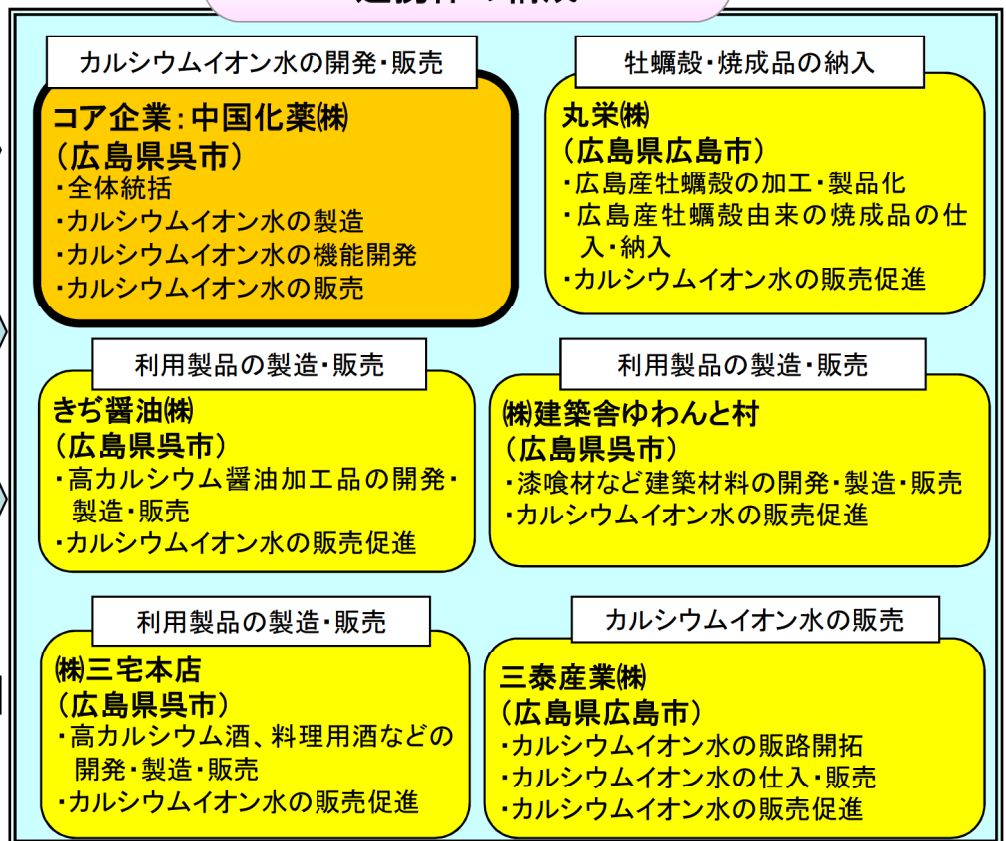 カルシウムイオン水の開発・販売
コア企業：中国化薬㈱
（広島県呉市）
・全体統括
・カルシウムイオン水の製造
・カルシウムイオン水の機能開発
・カルシウムイオン水の販売
牡蠣殻・焼成品の納入
丸栄㈱
（広島県広島市）
・広島産牡蠣殻の加工・製品化
・広島産牡蠣殻由来の焼成品の仕
入・納入
・カルシウムイオン水の販売促進
利用製品の製造・販売
きぢ醤油㈱
（広島県呉市）
・高カルシウム醤油加工品の開発・
製造・販売
・カルシウムイオン水の販売促進
利用製品の製造・販売
㈱建築舎ゆわんと村
（広島県呉市）
・漆喰材など建築材料の開発・製造・販売
・カルシウムイオン水の販売促進
利用製品の製造・販売
㈱三宅本店
（広島県呉市）
・高カルシウム酒、料理用酒などの
開発・製造・販売
・カルシウムイオン水の販売促進
カルシウムイオン水の販売
三泰産業㈱
（広島県広島市）
・カルシウムイオン水の販路開拓
・カルシウムイオン水の仕入・販売
・カルシウムイオン水の販売促進